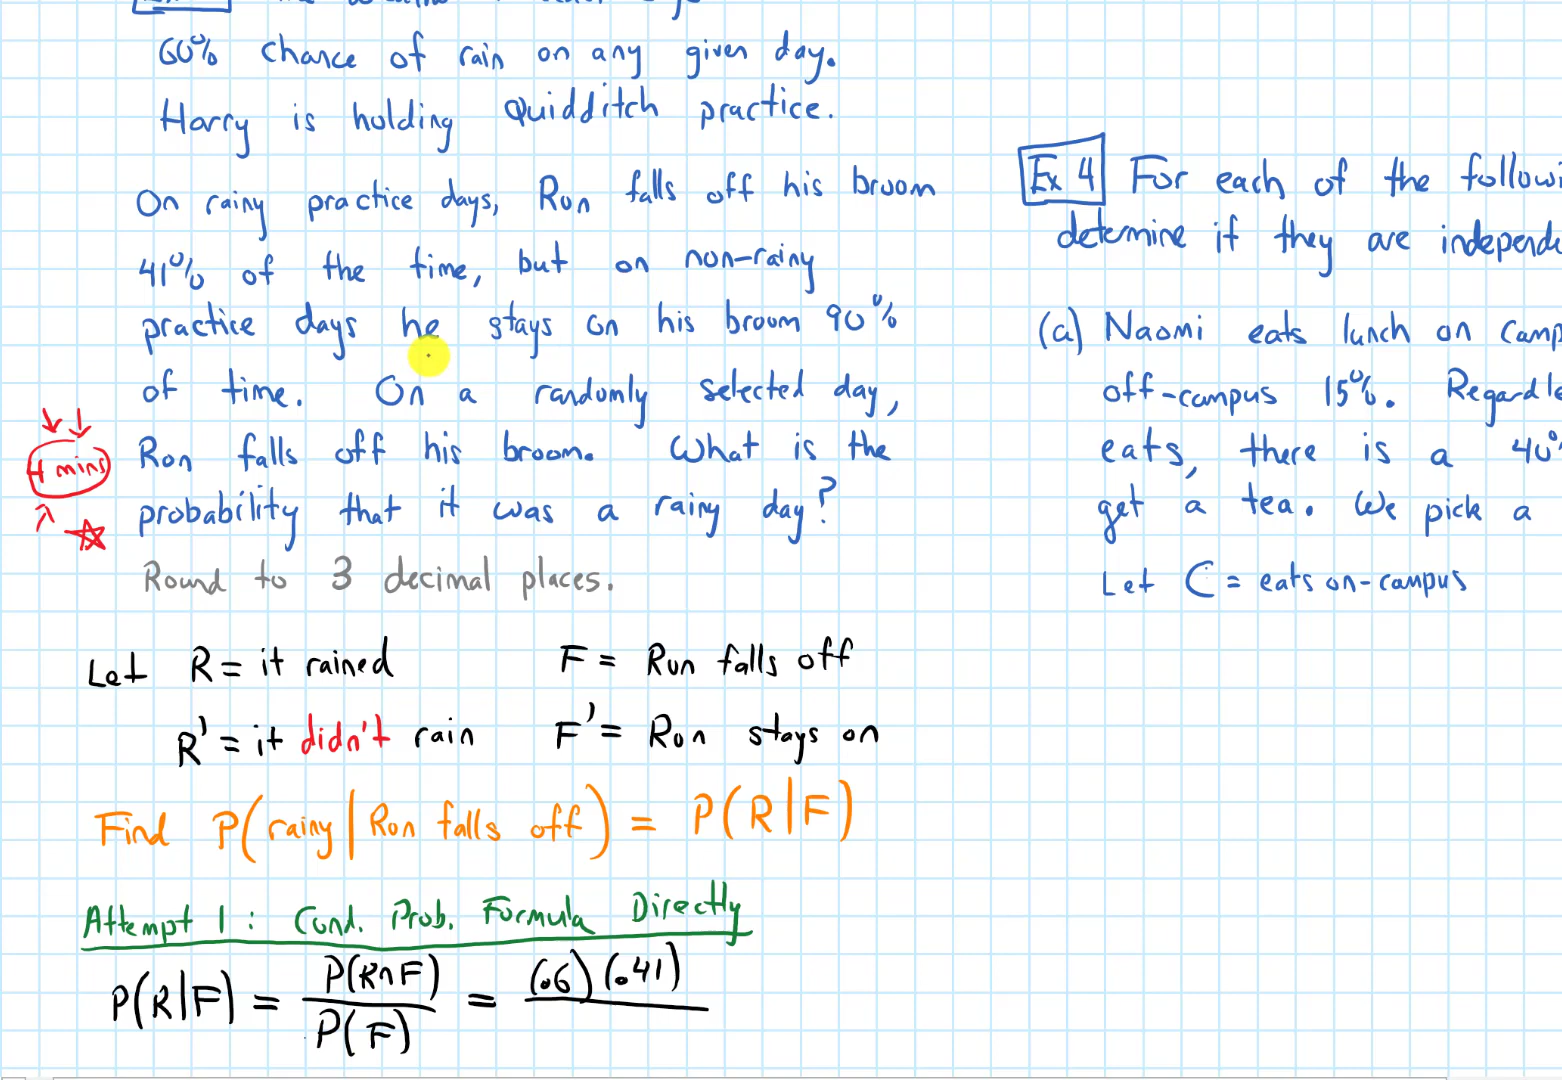 60% chance of rain on any given day.
Harry is holding Quidditch practice.
On rainy practice days, Ron falls off his broom
41% of the time, but on non-rainy
practice days he stays on his broom 90%
of time. On a randomly selected day,
Ron falls off his broom. What is the
probability that it was a rainy day?
Round to 3 decimal places.
4 mins
Let R = it rained F = Ron falls off
R' = it didn't rain F' = Ron stays on
Find P(rainy | Ron falls off) = P(R|F)
Attempt 1: Cond. Prob. Formula Directly
P(R|F) = P(R∩F) / P(F) = (.6)(.41)
Ex 4 For each of the followi
determine if they are independe
(a) Naomi eats lunch on camp
off-campus 15%. Regardle
eats, there is a 40%
get a tea. We pick a
Let C = eats on-campus